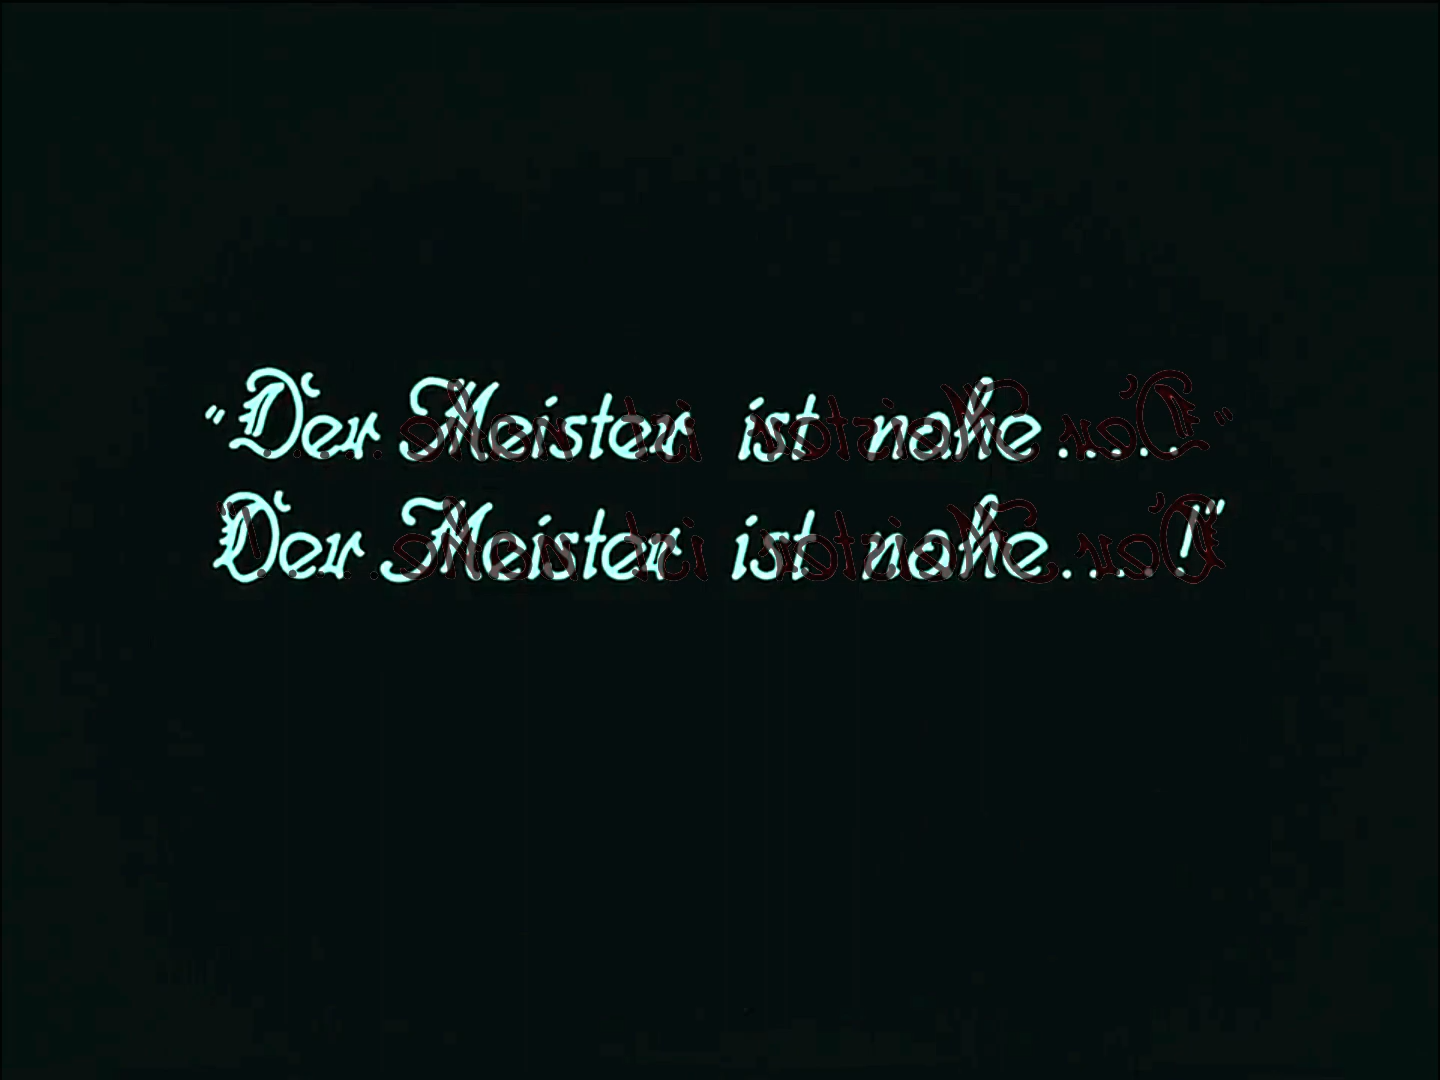 "Der Meister ist nahe.....
Der Meister ist nahe....!"